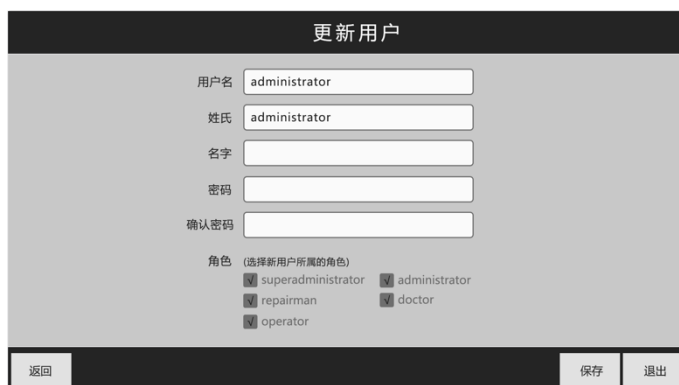 更新用户
用户名 administrator
姓氏 administrator
名字
密码
确认密码
角色 (选择新用户所属的角色)
√ superadministrator √ administrator
√ repairman √ doctor
√ operator
返回 保存 退出